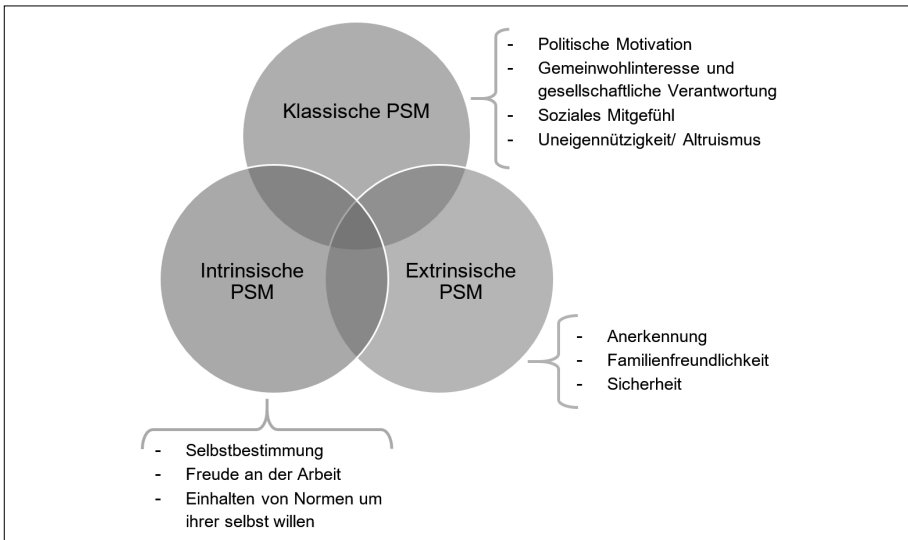 Klassische PSM
- Politische Motivation
- Gemeinwohlinteresse und
gesellschaftliche Verantwortung
- Soziales Mitgefühl
- Uneigennützigkeit/ Altruismus
Intrinsische
PSM
Extrinsische
PSM
- Anerkennung
- Familienfreundlichkeit
- Sicherheit
- Selbstbestimmung
- Freude an der Arbeit
- Einhalten von Normen um
ihrer selbst willen